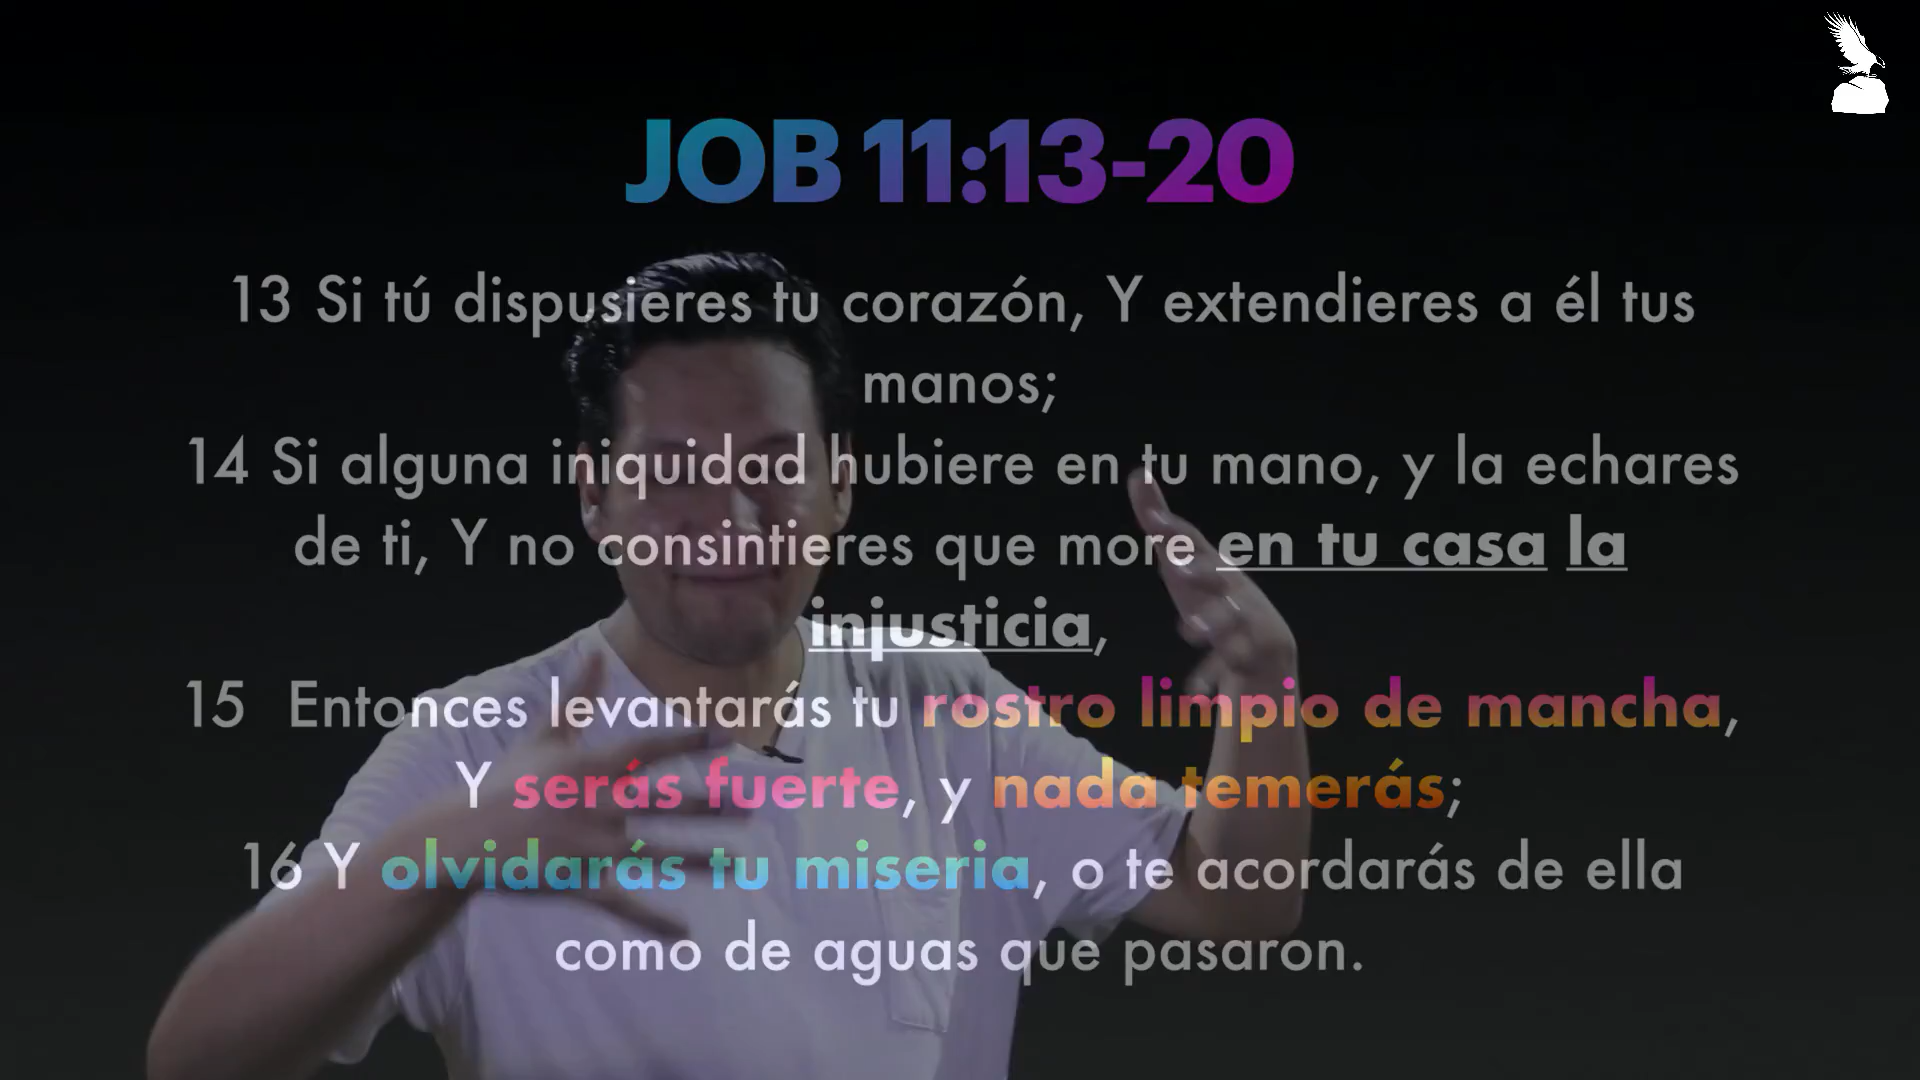 JOB 11:13-20
13 Si tú dispusieres tu corazón, Y extendieres a él tus
manos;
14 Si alguna iniquidad hubiere en tu mano, y la echares
de ti, Y no consintieres que more en tu casa la
injusticia,
15 Entonces levantarás tu rostro limpio de mancha,
Y serás fuerte, y nada temerás;
16 Y olvidarás tu miseria, o te acordarás de ella
como de aguas que pasaron.